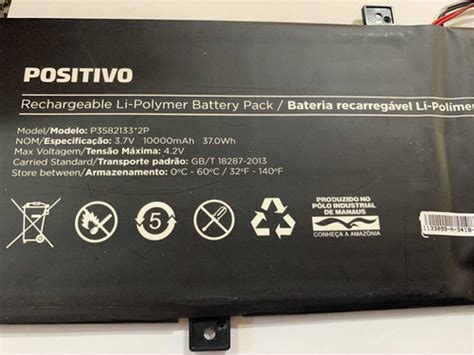 POSITIVO
Rechargeable Li-Polymer Battery Pack / Bateria recarregável Li-Políme
Model/Modelo: P3582133*2P
NOM/Especificação: 3.7V 10000mAh 37.0Wh
Max Voltagem/Tensão Máxima: 4.2V
Carried Standard/Transporte padrão: GB/T 18287-2013
Store between/Armazenamento: 0ºC - 60ºC / 32ºF - 140ºF
5
PRODUZIDO NO
PÓLO INDUSTRIAL
DE MANAUS
CONHEÇA A AMAZÔNIA